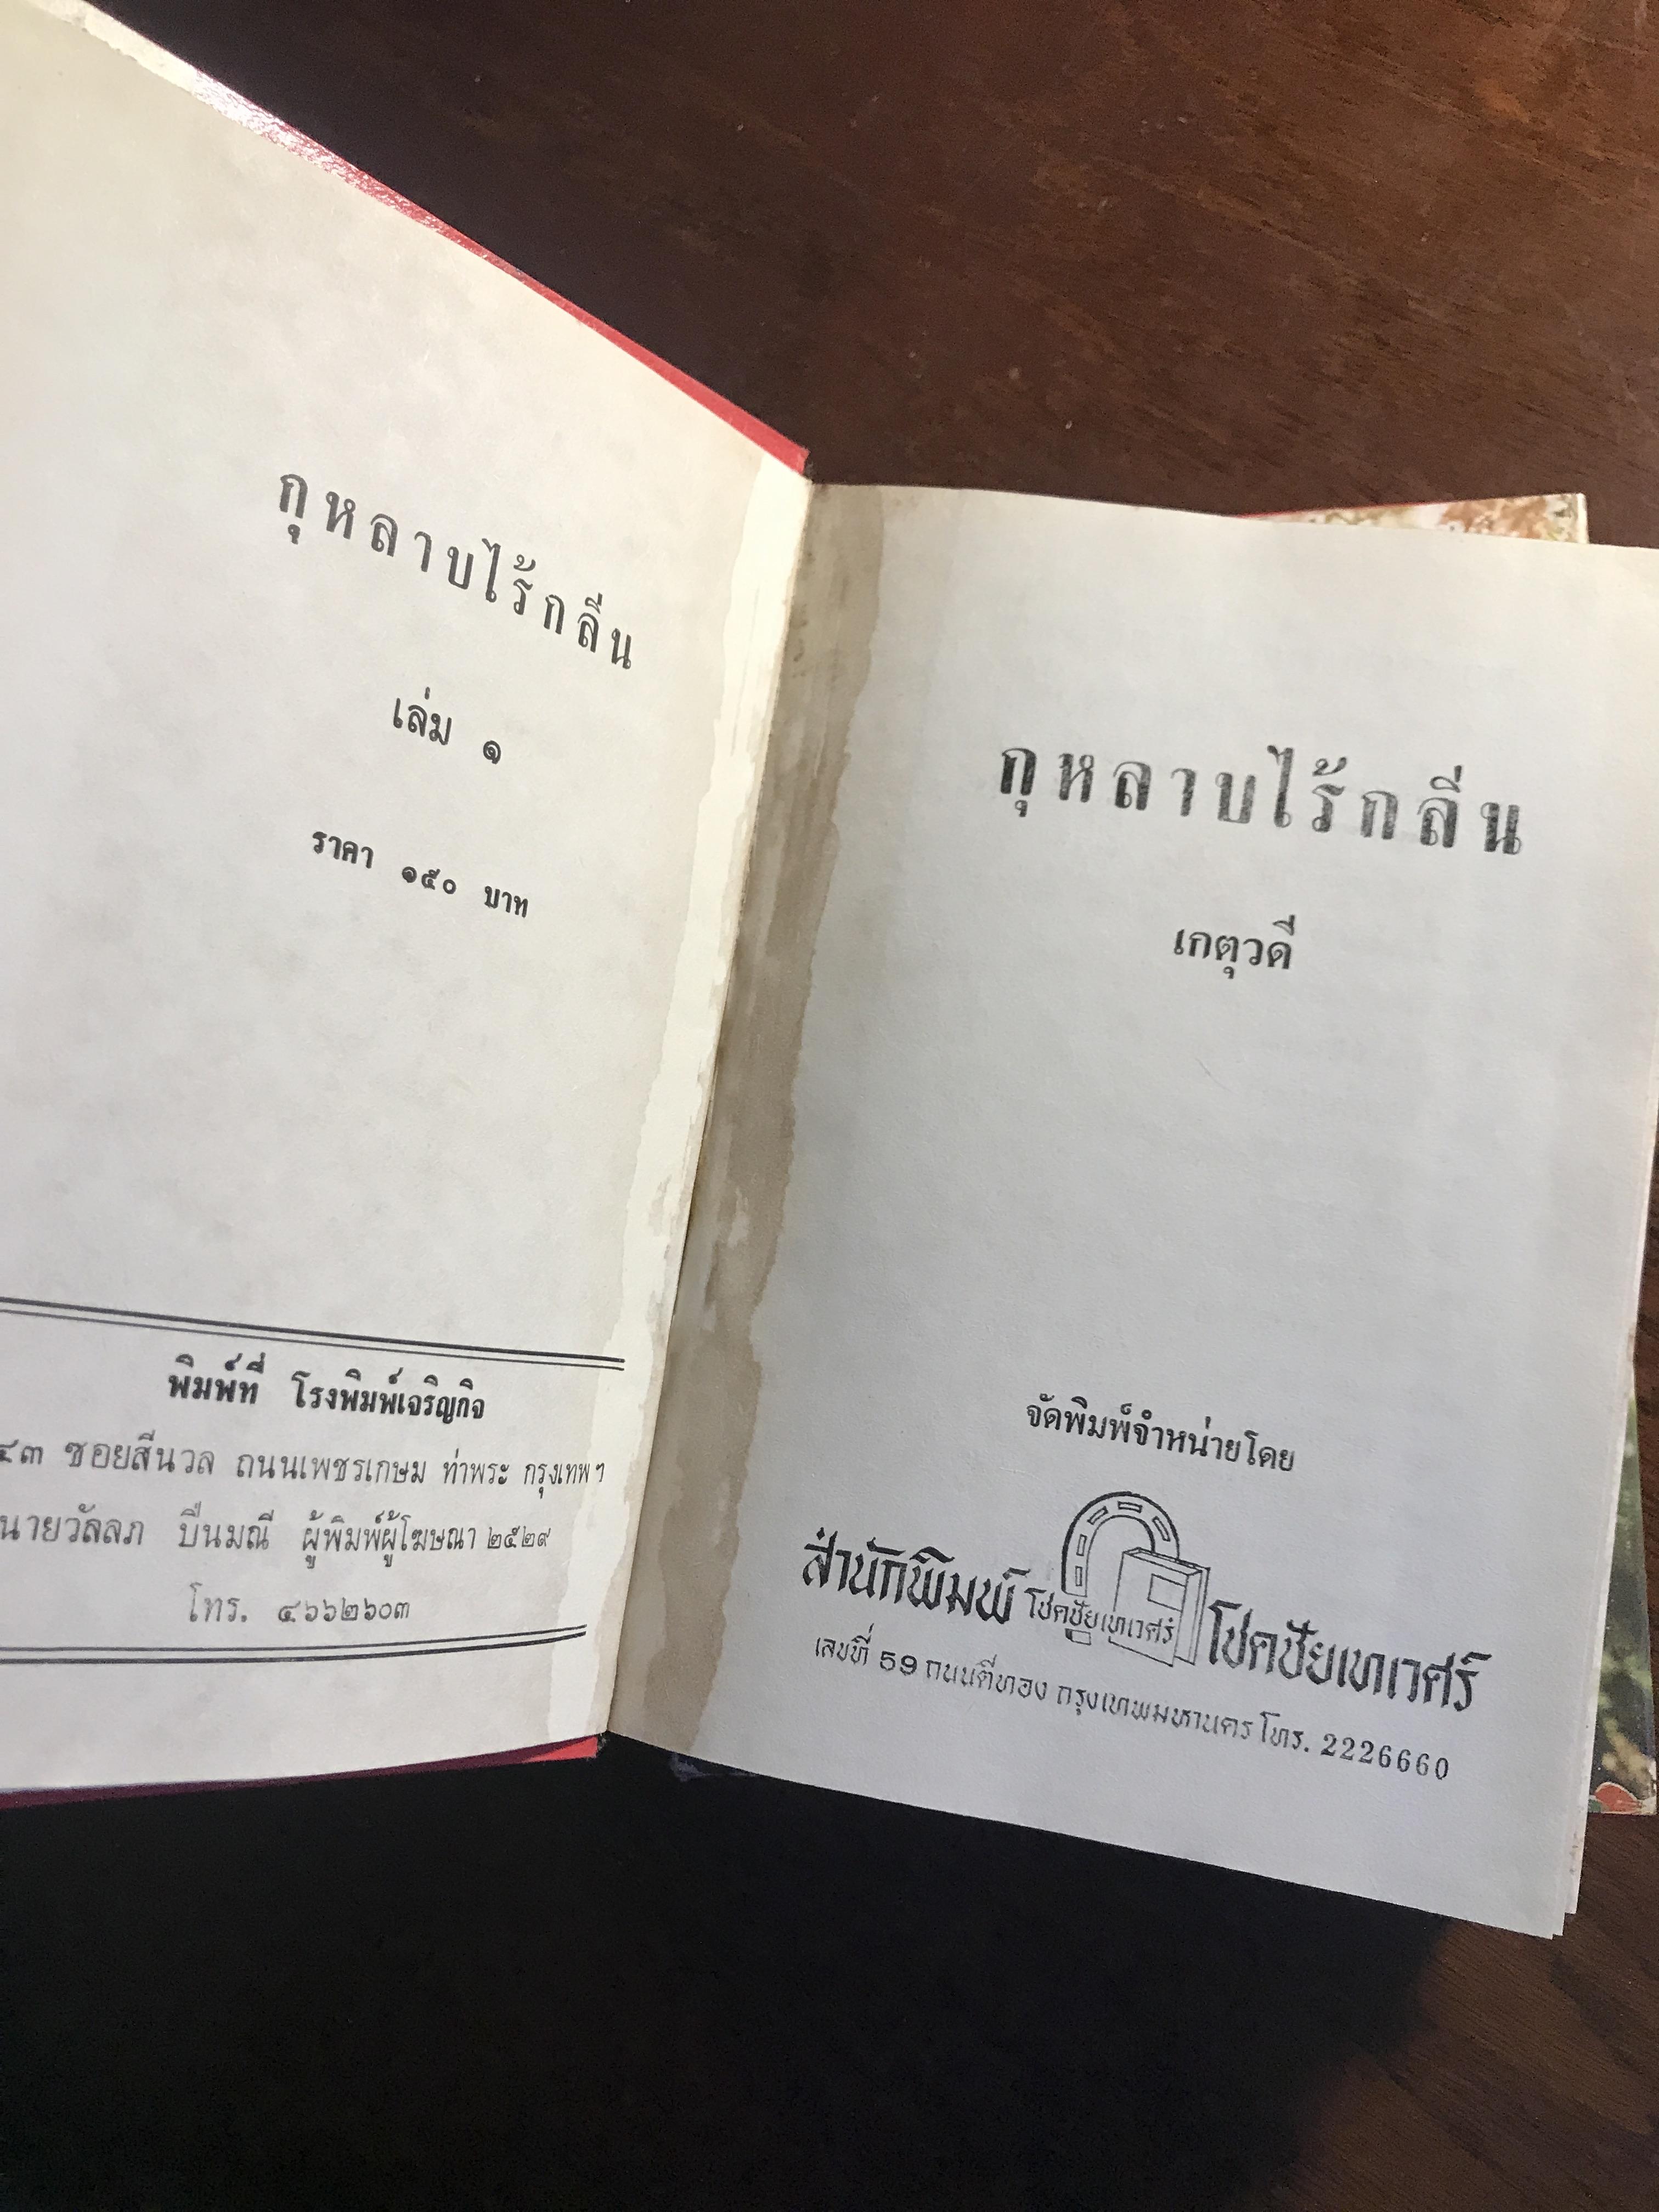 กุหลาบไร้กลิ่น
เล่ม ๑
ราคา ๑๕๐ บาท
พิมพ์ที่ โรงพิมพ์เจริญกิจ
๔๓ ซอยสีนวล ถนนเพชรเกษม ท่าพระ กรุงเทพฯ
นายวัลลภ ปิ่นมณี ผู้พิมพ์ผู้โฆษณา ๒๕๒๙
โทร. ๔๖๖๒๖๐๓
กุหลาบไร้กลิ่น
เกตุวดี
จัดพิมพ์จำหน่ายโดย
สำนักพิมพ์ โชคชัยเทเวศร์ โชคชัยเทเวศร์
เลขที่ 59 ถนนตีทอง กรุงเทพมหานคร โทร. 2226660